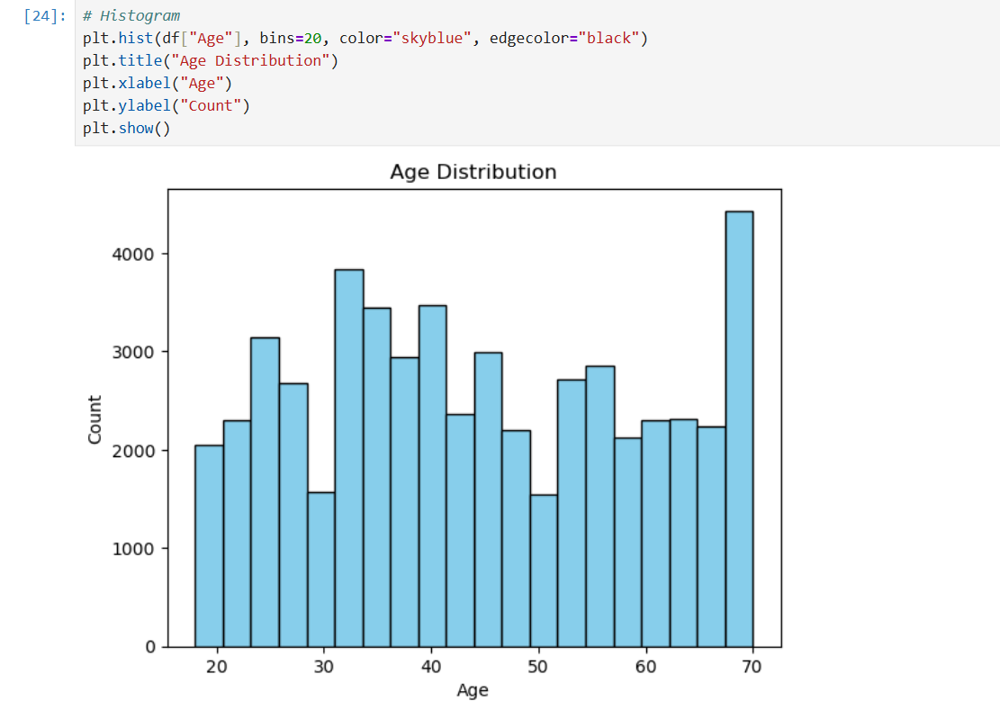 [24]: # Histogram
plt.hist(df["Age"], bins=20, color="skyblue", edgecolor="black")
plt.title("Age Distribution")
plt.xlabel("Age")
plt.ylabel("Count")
plt.show()
Age Distribution
4000
3000
2000
1000
0
Count
20 30 40 50 60 70
Age